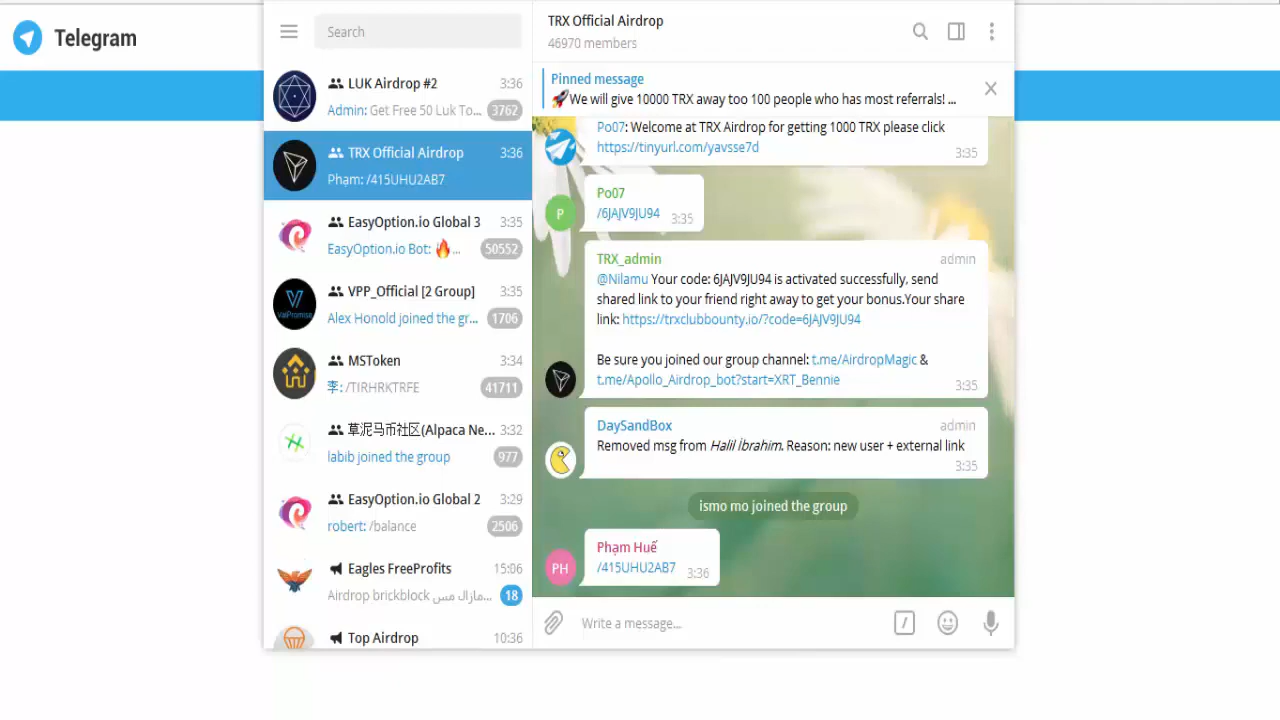 Telegram
Search
LUK Airdrop #2 3:36
Admin: Get Free 50 Luk To... 3762
TRX Official Airdrop 3:36
Phạm: /415UHU2AB7
EasyOption.io Global 3 3:35
EasyOption.io Bot: 🔥... 50552
VPP_Official [2 Group] 3:35
Alex Honold joined the gr... 1706
ValPromise
MSToken 3:34
李: /TIRHRKTRFE 41711
草泥马币社区(Alpaca Ne... 3:32
labib joined the group 977
EasyOption.io Global 2 3:29
robert: /balance 2506
Eagles FreeProfits 15:06
Airdrop brickblock مازال مس... 18
Top Airdrop 10:36
TRX Official Airdrop
46970 members
Pinned message
🚀We will give 10000 TRX away too 100 people who has most referrals! ...
Po07: Welcome at TRX Airdrop for getting 1000 TRX please click
https://tinyurl.com/yavsse7d 3:35
Po07
P /6JAJV9JU94 3:35
TRX_admin admin
@Nilamu Your code: 6JAJV9JU94 is activated successfully, send
shared link to your friend right away to get your bonus.Your share
link: https://trxclubbounty.io/?code=6JAJV9JU94
Be sure you joined our group channel: t.me/AirdropMagic &
t.me/Apollo_Airdrop_bot?start=XRT_Bennie 3:35
DaySandBox admin
Removed msg from Halil İbrahim. Reason: new user + external link
3:35
ismo mo joined the group
Phạm Huế
PH /415UHU2AB7 3:36
Write a message...